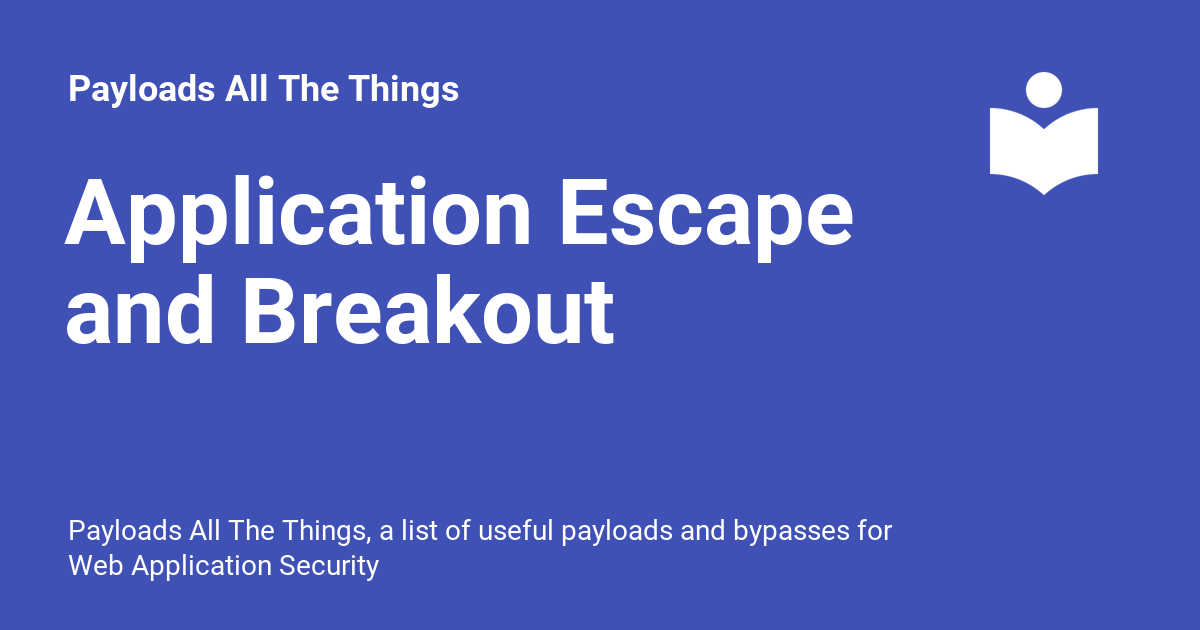 Payloads All The Things
Application Escape
and Breakout
Payloads All The Things, a list of useful payloads and bypasses for
Web Application Security